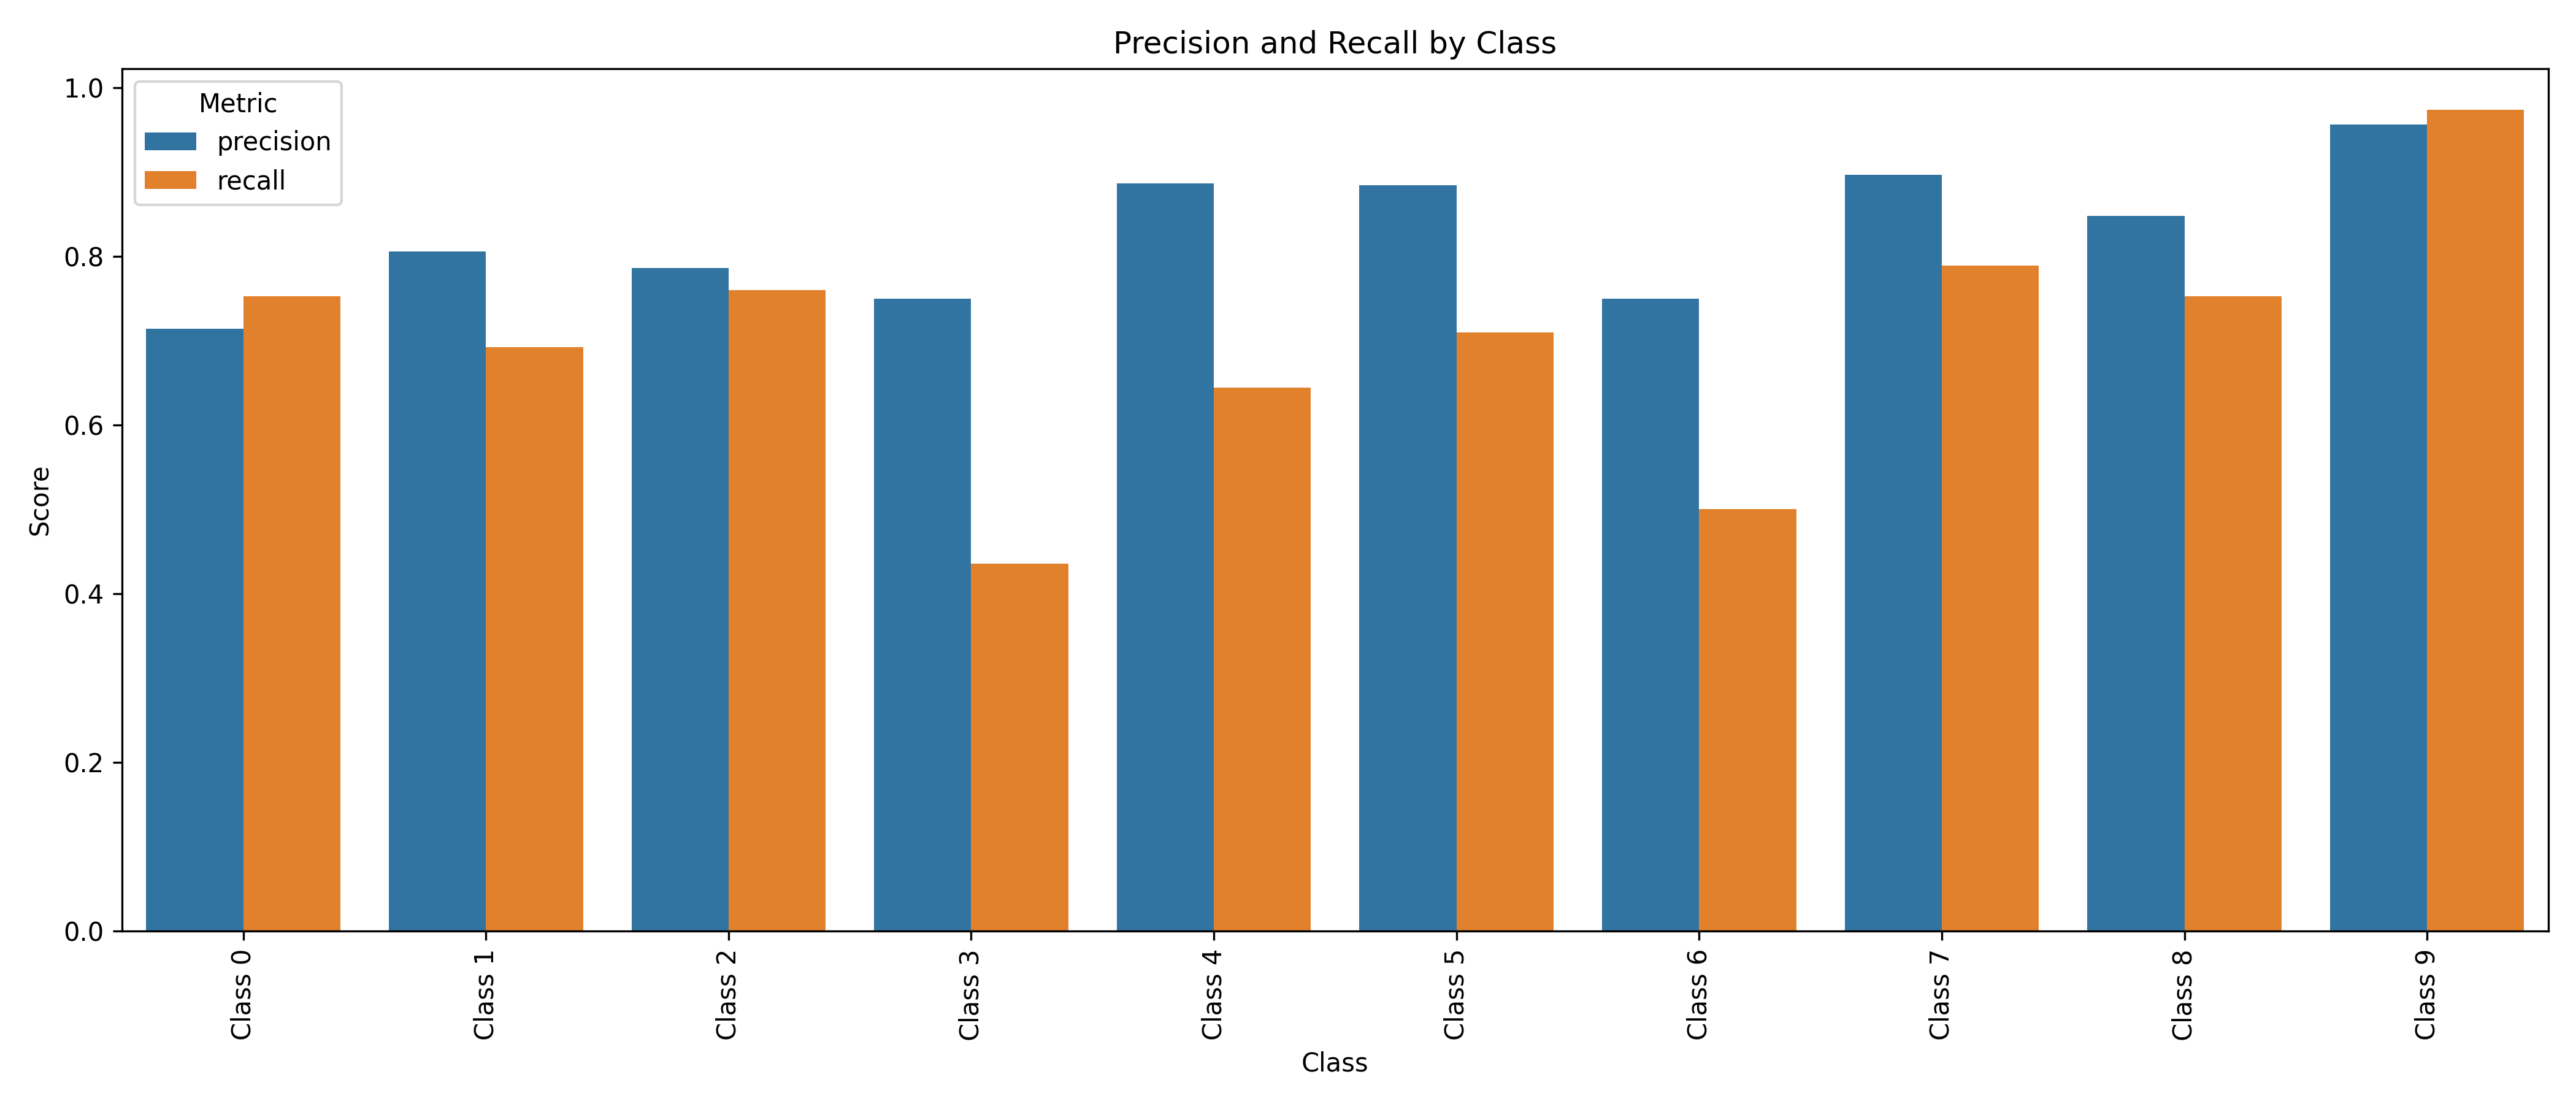 Precision and Recall by Class
Metric
precision
recall
1.0
0.8
0.6
0.4
0.2
0.0
Score
Class 0
Class 1
Class 2
Class 3
Class 4
Class 5
Class 6
Class 7
Class 8
Class 9
Class